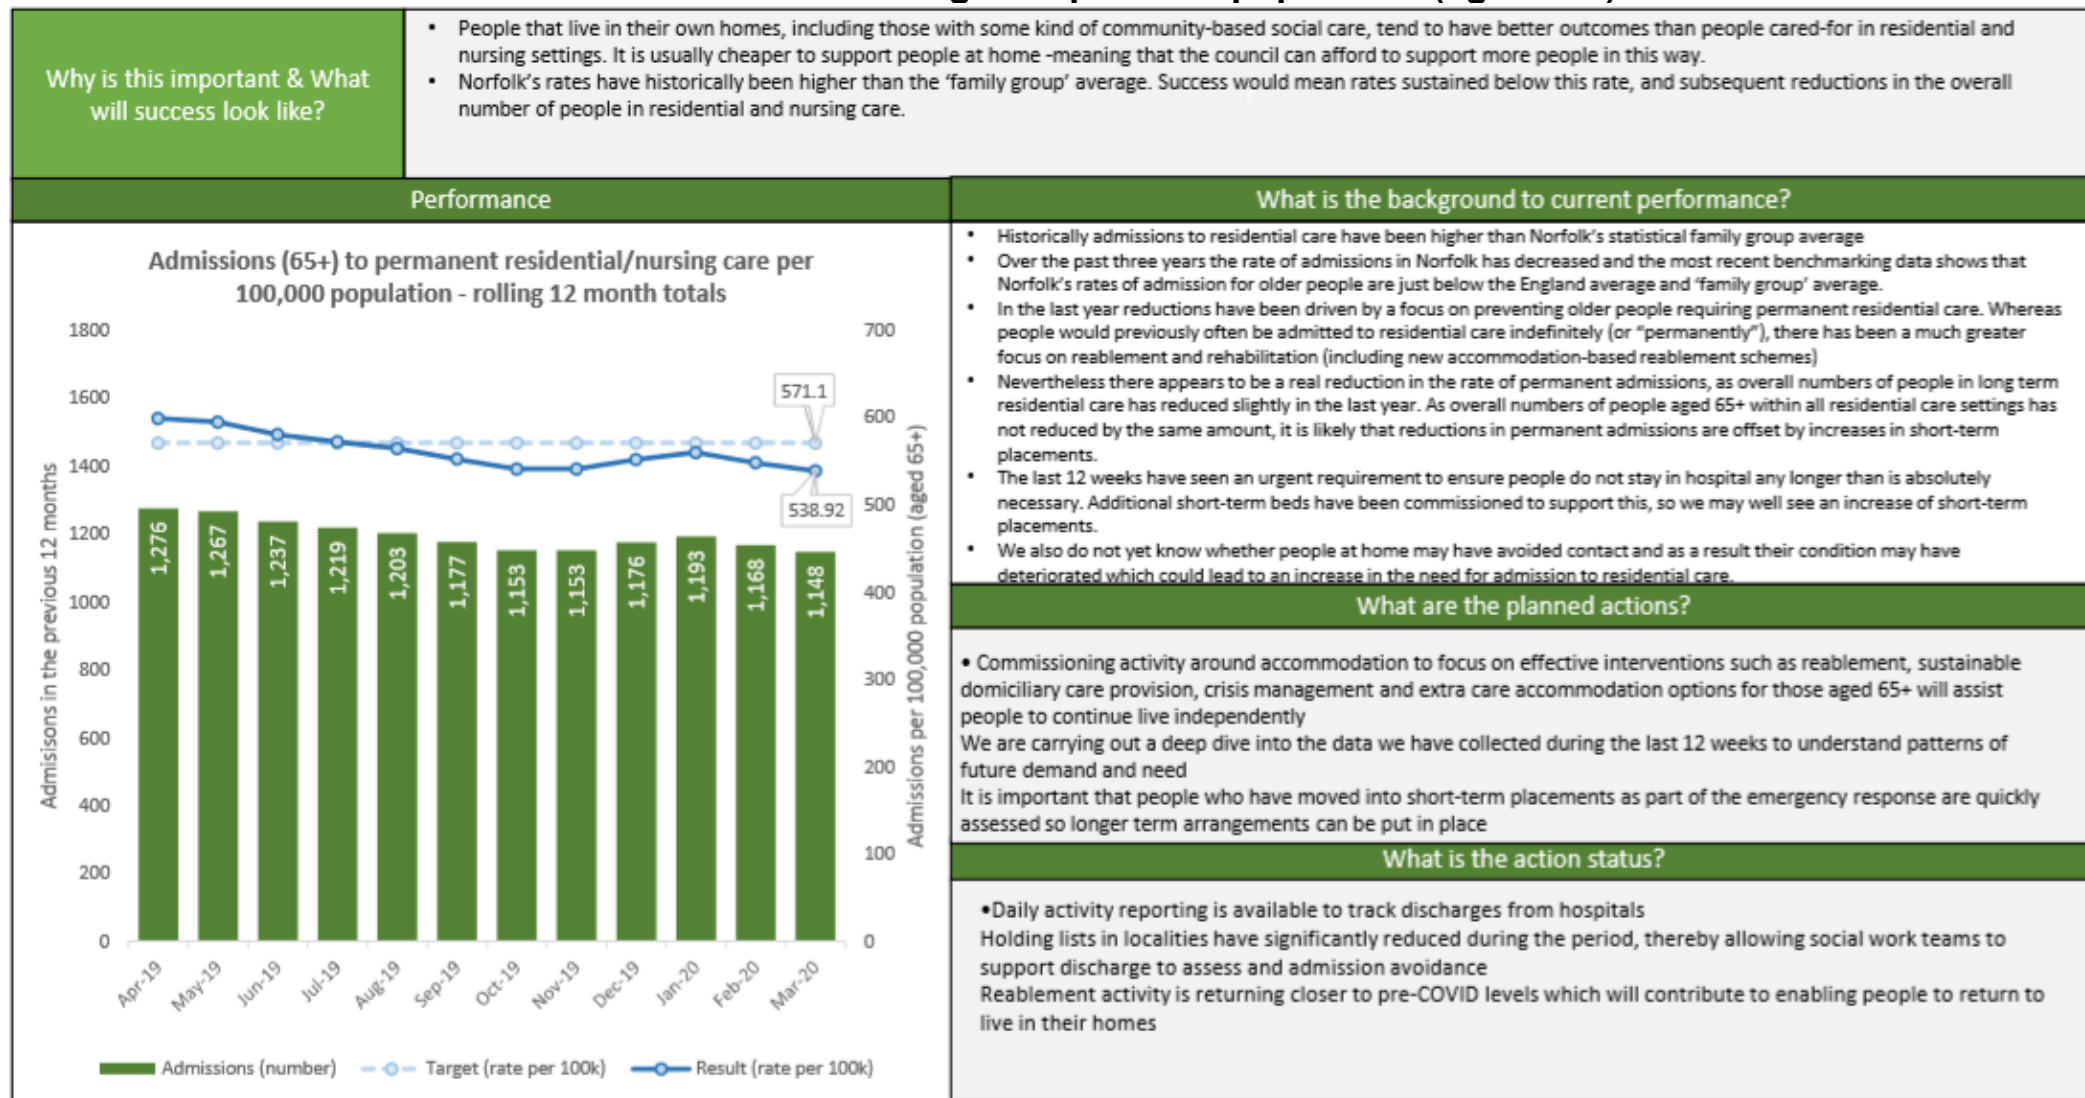 Why is this important & What
will success look like?
• People that live in their own homes, including those with some kind of community-based social care, tend to have better outcomes than people cared-for in residential and
nursing settings. It is usually cheaper to support people at home -meaning that the council can afford to support more people in this way.
• Norfolk's rates have historically been higher than the 'family group' average. Success would mean rates sustained below this rate, and subsequent reductions in the overall
number of people in residential and nursing care.
Performance
Admissions (65+) to permanent residential/nursing care per
100,000 population - rolling 12 month totals
Admisisons in the previous 12 months
1800
1600
1400
1200
1000
800
600
400
200
0
Admissions per 100,000 population (aged 65+)
700
600
500
400
300
200
100
0
571.1
538.92
1,276
1,267
1,237
1,219
1,203
1,177
1,153
1,153
1,176
1,193
1,168
1,148
Apr-19
May-19
Jun-19
Jul-19
Aug-19
Sep-19
Oct-19
Nov-19
Dec-19
Jan-20
Feb-20
Mar-20
Admissions (number)
Target (rate per 100k)
Result (rate per 100k)
What is the background to current performance?
• Historically admissions to residential care have been higher than Norfolk's statistical family group average
• Over the past three years the rate of admissions in Norfolk has decreased and the most recent benchmarking data shows that
Norfolk's rates of admission for older people are just below the England average and 'family group' average.
• In the last year reductions have been driven by a focus on preventing older people requiring permanent residential care. Whereas
people would previously often be admitted to residential care indefinitely (or "permanently"), there has been a much greater
focus on reablement and rehabilitation (including new accommodation-based reablement schemes)
• Nevertheless there appears to be a real reduction in the rate of permanent admissions, as overall numbers of people in long term
residential care has reduced slightly in the last year. As overall numbers of people aged 65+ within all residential care settings has
not reduced by the same amount, it is likely that reductions in permanent admissions are offset by increases in short-term
placements.
• The last 12 weeks have seen an urgent requirement to ensure people do not stay in hospital any longer than is absolutely
necessary. Additional short-term beds have been commissioned to support this, so we may well see an increase of short-term
placements.
• We also do not yet know whether people at home may have avoided contact and as a result their condition may have
deteriorated which could lead to an increase in the need for admission to residential care.
What are the planned actions?
• Commissioning activity around accommodation to focus on effective interventions such as reablement, sustainable
domiciliary care provision, crisis management and extra care accommodation options for those aged 65+ will assist
people to continue live independently
We are carrying out a deep dive into the data we have collected during the last 12 weeks to understand patterns of
future demand and need
It is important that people who have moved into short-term placements as part of the emergency response are quickly
assessed so longer term arrangements can be put in place
What is the action status?
•Daily activity reporting is available to track discharges from hospitals
Holding lists in localities have significantly reduced during the period, thereby allowing social work teams to
support discharge to assess and admission avoidance
Reablement activity is returning closer to pre-COVID levels which will contribute to enabling people to return to
live in their homes